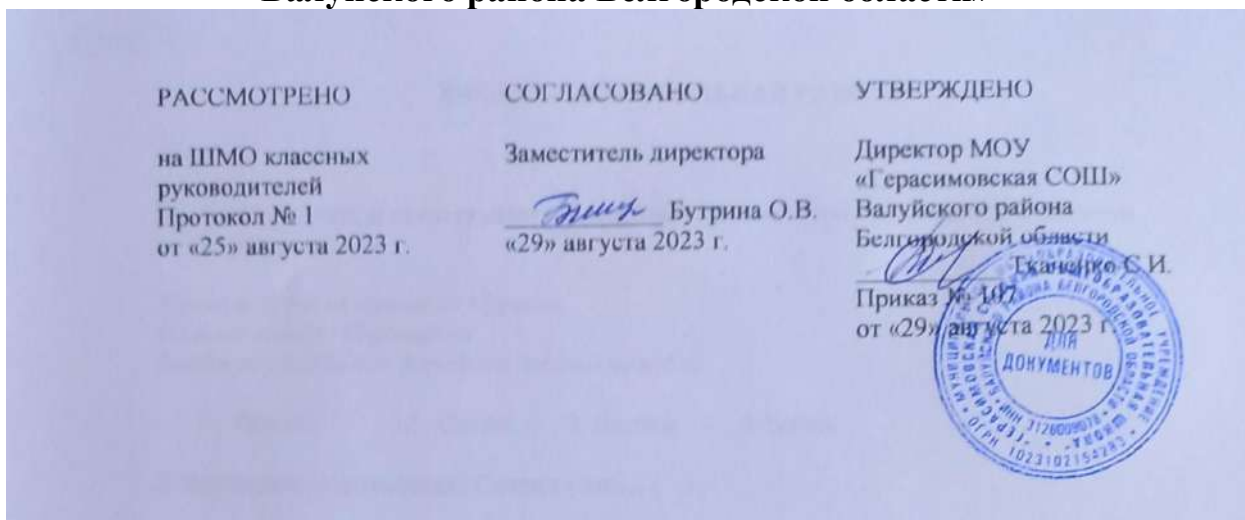 Валуйского района Белгородской области»
РАССМОТРЕНО
на ШМО классных
руководителей
Протокол № 1
от «25» августа 2023 г.
СОГЛАСОВАНО
Заместитель директора
Бутрина О.В.
«29» августа 2023 г.
УТВЕРЖДЕНО
Директор МОУ
«Герасимовская СОШ»
Валуйского района
Белгородской области
Ткаченко С.И.
Приказ № 107
от «29» августа 2023 г.
ДЛЯ
ДОКУМЕНТОВ